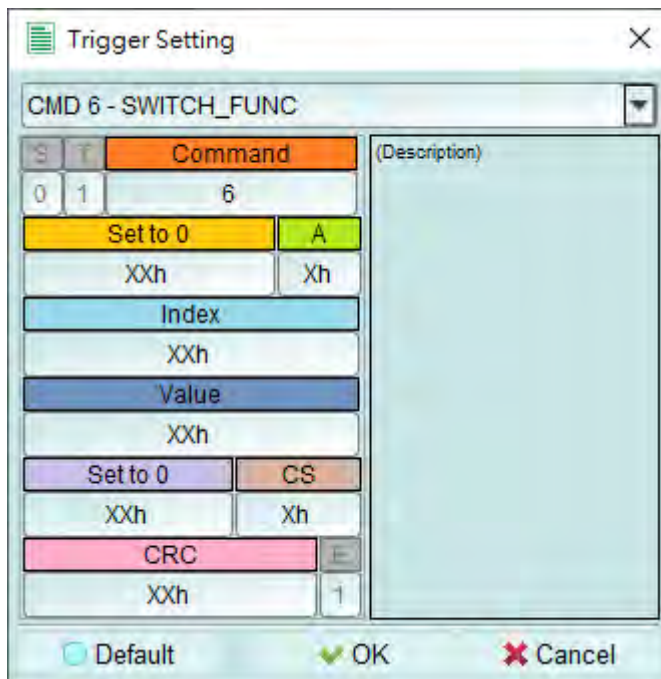 Trigger Setting
CMD 6 - SWITCH_FUNC
S T Command
0 1 6
Set to 0 A
XXh Xh
Index
XXh
Value
XXh
Set to 0 CS
XXh Xh
CRC E
XXh 1
(Description)
Default OK Cancel